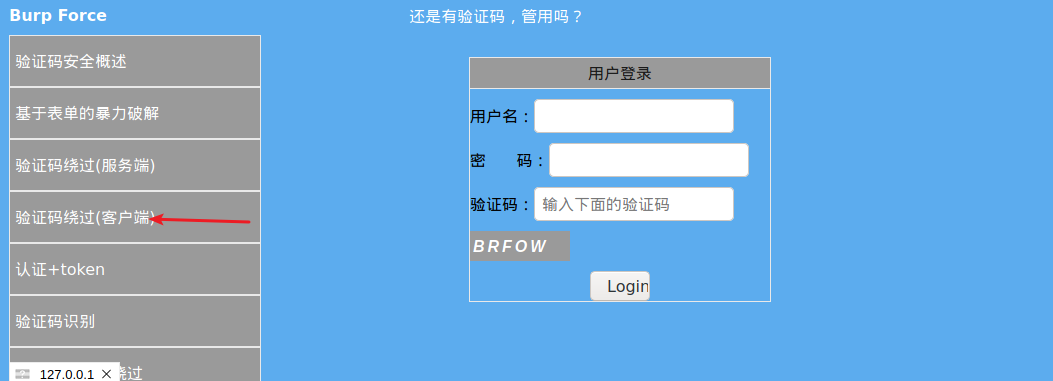 Burp Force
还是有验证码，管用吗？
验证码安全概述
基于表单的暴力破解
验证码绕过(服务端)
验证码绕过(客户端)
认证+token
验证码识别
绕过
127.0.0.1
用户登录
用户名：
密 码：
验证码：输入下面的验证码
BRFOW
Login